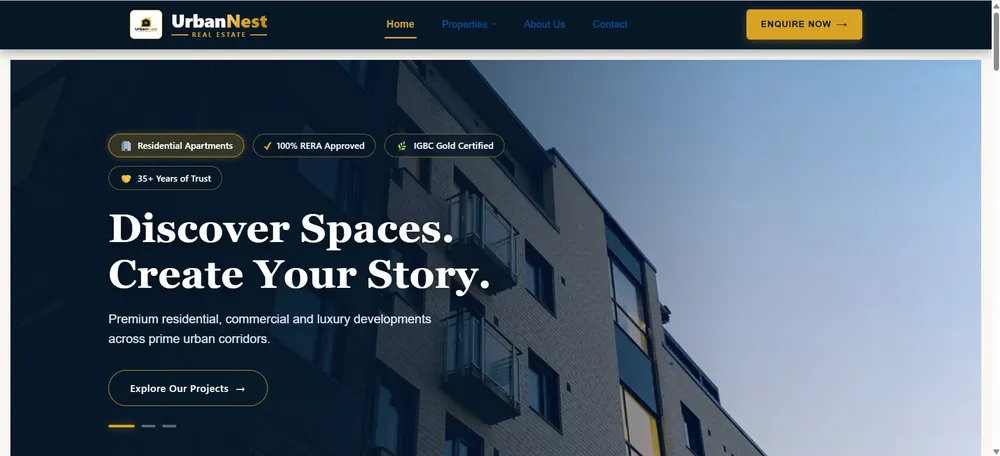 UrbanNest
REAL ESTATE
Home
Properties
About Us
Contact
ENQUIRE NOW →
Residential Apartments
✓ 100% RERA Approved
IGBC Gold Certified
35+ Years of Trust
Discover Spaces.
Create Your Story.
Premium residential, commercial and luxury developments
across prime urban corridors.
Explore Our Projects →